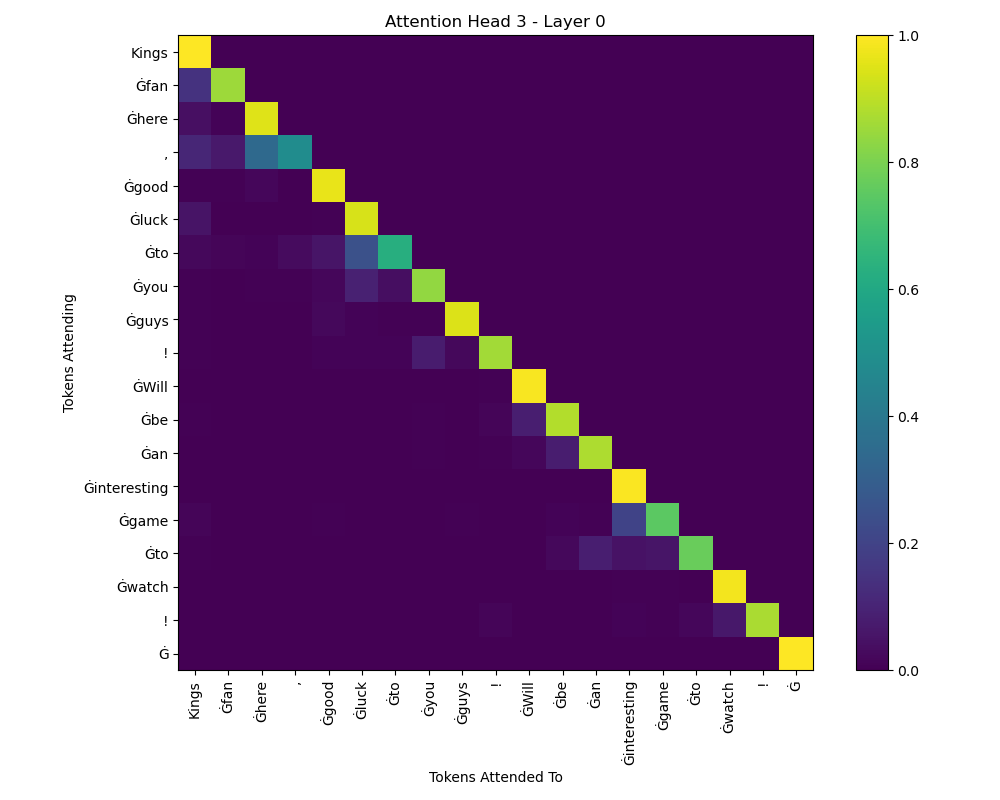 Attention Head 3 - Layer 0
Tokens Attending
Kings
Ġfan
Ġhere
,
Ġgood
Ġluck
Ġto
Ġyou
Ġguys
!
ĠWill
Ġbe
Ġan
Ġinteresting
Ġgame
Ġto
Ġwatch
!
Ġ
Kings
Ġfan
Ġhere
,
Ġgood
Ġluck
Ġto
Ġyou
Ġguys
!
ĠWill
Ġbe
Ġan
Ġinteresting
Ġgame
Ġto
Ġwatch
!
Ġ
Tokens Attended To
1.0
0.8
0.6
0.4
0.2
0.0